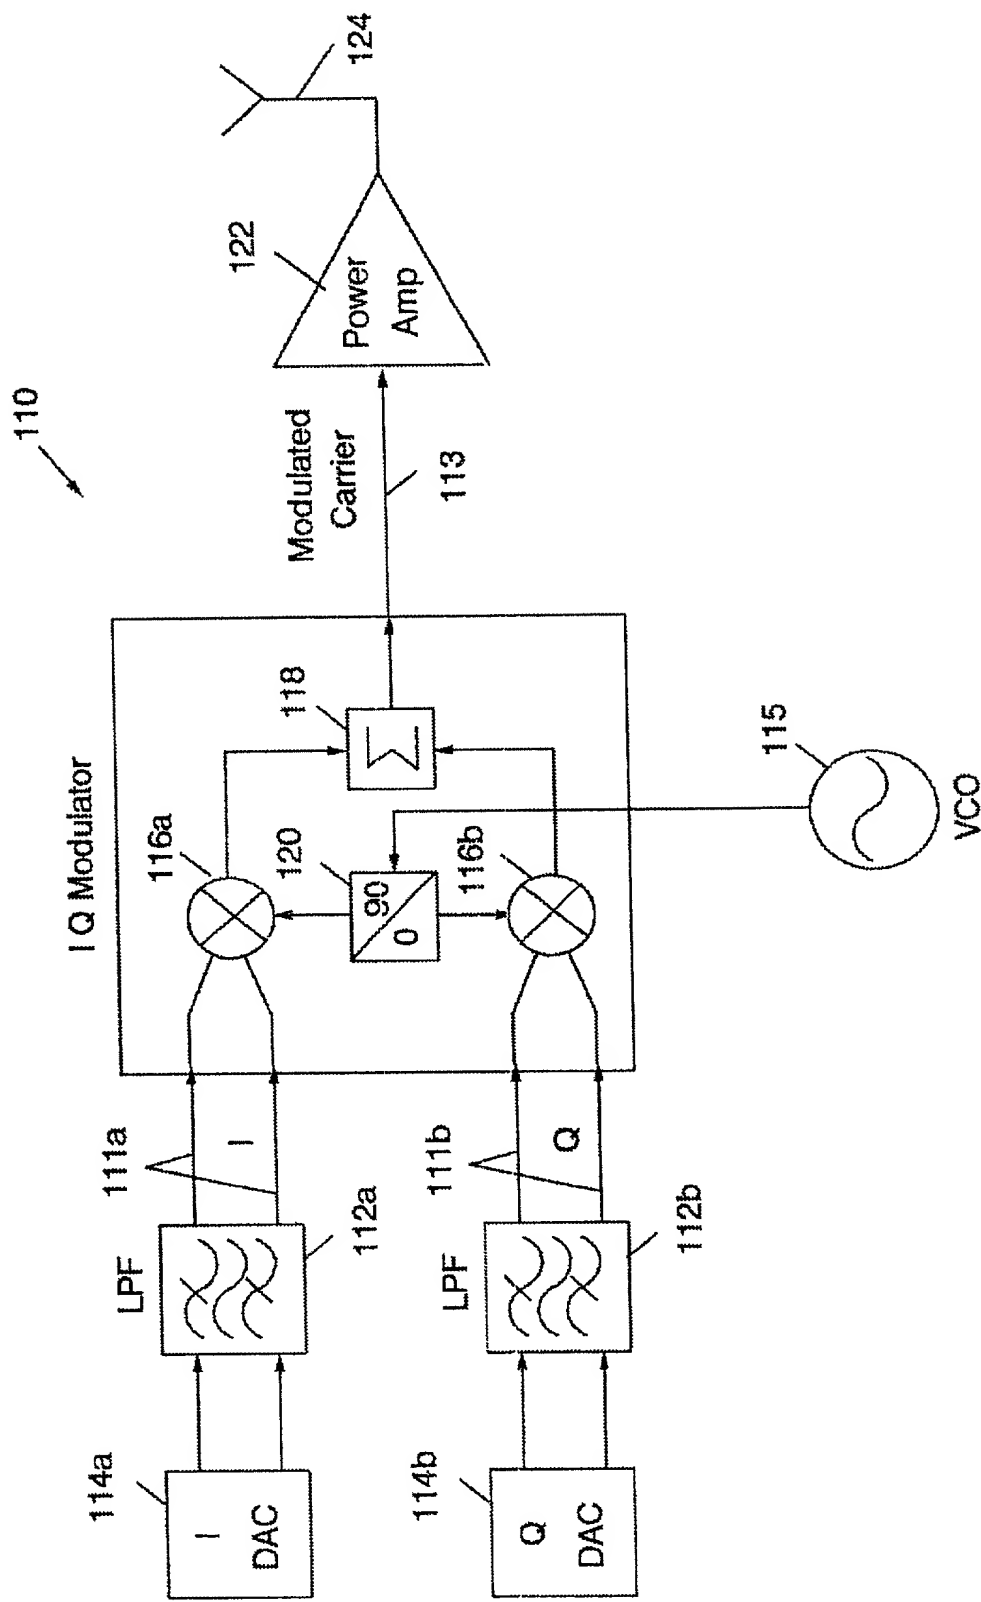 110
I Q Modulator
114a
I
DAC
LPF
112a
111a
I
116a
120
90
0
118
Σ
Modulated
Carrier
113
122
Power
Amp
124
114b
Q
DAC
LPF
112b
111b
Q
116b
115
VCO